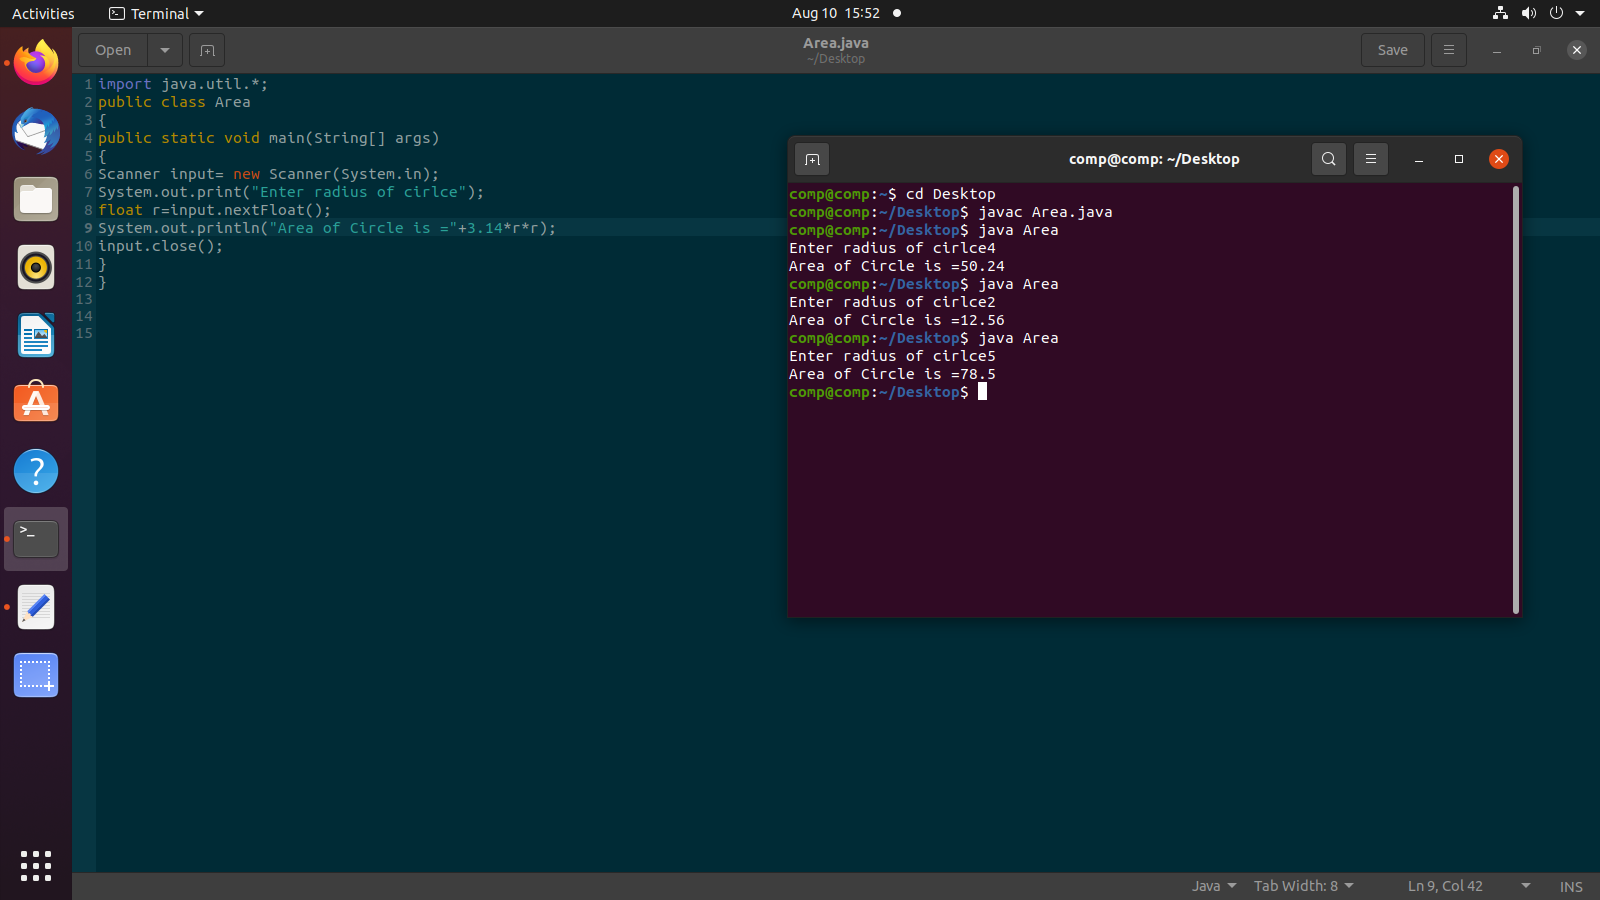 Activities
Terminal
Aug 10 15:52
Open
Area.java
~/Desktop
Save
1 import java.util.*;
2 public class Area
3 {
4 public static void main(String[] args)
5 {
6 Scanner input= new Scanner(System.in);
7 System.out.print("Enter radius of cirlce");
8 float r=input.nextFloat();
9 System.out.println("Area of Circle is ="+3.14*r*r);
10 input.close();
11 }
12 }
13
14
15
comp@comp: ~/Desktop
comp@comp:~$ cd Desktop
comp@comp:~/Desktop$ javac Area.java
comp@comp:~/Desktop$ java Area
Enter radius of cirlce4
Area of Circle is =50.24
comp@comp:~/Desktop$ java Area
Enter radius of cirlce2
Area of Circle is =12.56
comp@comp:~/Desktop$ java Area
Enter radius of cirlce5
Area of Circle is =78.5
comp@comp:~/Desktop$
Java
Tab Width: 8
Ln 9, Col 42
INS